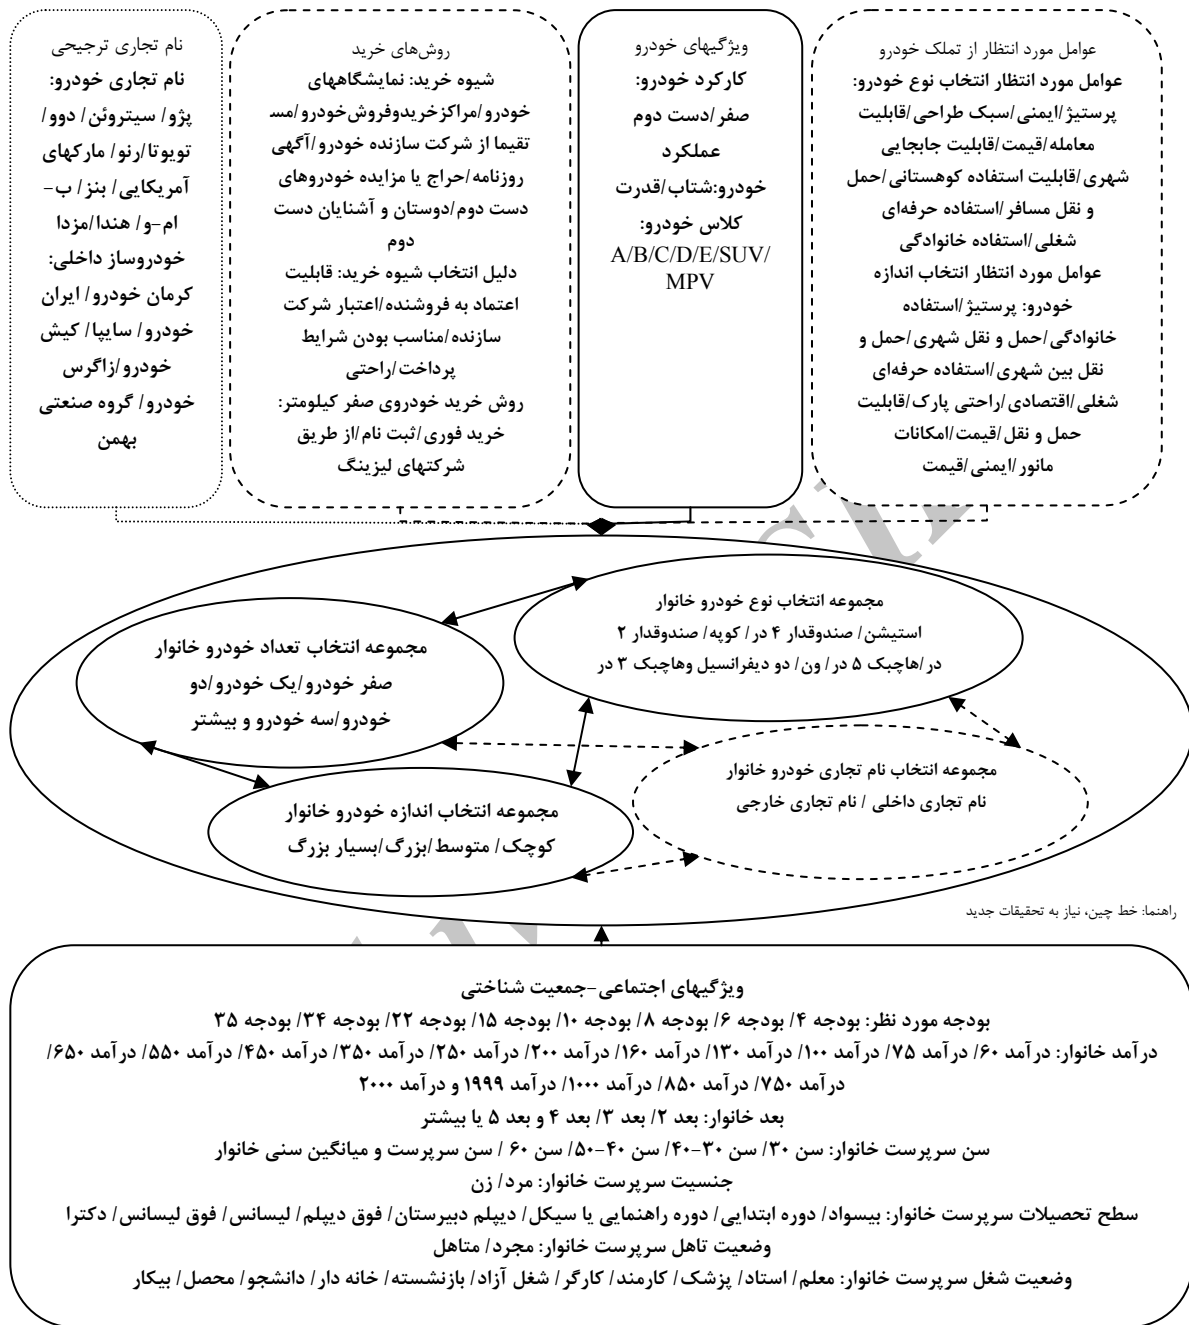 عوامل مورد انتظار از تملک خودرو
عوامل مورد انتظار انتخاب نوع خودرو:
پرستیژ/ایمنی/سبک طراحی/قابلیت
معامله/قیمت/قابلیت جابجایی
شهری/قابلیت استفاده کوهستانی/حمل
و نقل مسافر/استفاده حرفه‌ای
شغلی/استفاده خانوادگی
عوامل مورد انتظار انتخاب اندازه
خودرو: پرستیژ/استفاده
خانوادگی/حمل و نقل شهری/حمل و
نقل بین شهری/استفاده حرفه‌ای
شغلی/اقتصادی/راحتی پارک/قابلیت
حمل و نقل/قیمت/امکانات
مانور/ایمنی/قیمت
ویژگیهای خودرو
کارکرد خودرو:
صفر/دست دوم
عملکرد
خودرو:شتاب/قدرت
کلاس خودرو:
A/B/C/D/E/SUV/
MPV
روش‌های خرید
شیوه خرید: نمایشگاههای
خودرو/مراکزخریدوفروش‌خودرو/مسـ
تقیما از شرکت سازنده خودرو/آگهی
روزنامه/حراج یا مزایده خودروهای
دست دوم/دوستان و آشنایان دست
دوم
دلیل انتخاب شیوه خرید: قابلیت
اعتماد به فروشنده/اعتبار شرکت
سازنده/مناسب بودن شرایط
پرداخت/راحتی
روش خرید خودروی صفر کیلومتر:
خرید فوری/ثبت نام/از طریق
شرکتهای لیزینگ
نام تجاری ترجیحی
نام تجاری خودرو:
پژو/ سیتروئن/ دوو/
تویوتا/رنو/ مارکهای
آمریکایی/ بنز/ ب-
ام-و/ هندا/مزدا
خودروساز داخلی:
کرمان خودرو/ ایران
خودرو/ سایپا/ کیش
خودرو/زاگرس
خودرو/ گروه صنعتی
بهمن
مجموعه انتخاب نوع خودرو خانوار
استیشن/ صندوقدار ۴ در/ کوپه/ صندوقدار ۲
در/هاچبک ۵ در/ ون/ دو دیفرانسیل وهاچبک ۳ در
مجموعه انتخاب تعداد خودرو خانوار
صفر خودرو/یک خودرو/دو
خودرو/سه خودرو و بیشتر
مجموعه انتخاب نام تجاری خودرو خانوار
نام تجاری داخلی / نام تجاری خارجی
مجموعه انتخاب اندازه خودرو خانوار
کوچک/ متوسط/بزرگ/بسیار بزرگ
راهنما: خط چین، نیاز به تحقیقات جدید
ویژگیهای اجتماعی-جمعیت شناختی
بودجه مورد نظر: بودجه ۴/ بودجه ۶/ بودجه ۸/ بودجه ۱۰/ بودجه ۱۵/ بودجه ۲۲/ بودجه ۳۴/ بودجه ۳۵
درآمد خانوار: درآمد ۶۰/ درآمد ۷۵/ درآمد ۱۰۰/ درآمد ۱۳۰/ درآمد ۱۶۰/ درآمد ۲۰۰/ درآمد ۲۵۰/ درآمد ۳۵۰/ درآمد ۴۵۰/ درآمد ۵۵۰/ درآمد ۶۵۰/
درآمد ۷۵۰/ درآمد ۸۵۰/ درآمد ۱۰۰۰/ درآمد ۱۹۹۹ و درآمد ۲۰۰۰
بعد خانوار: بعد ۲/ بعد ۳/ بعد ۴ و بعد ۵ یا بیشتر
سن سرپرست خانوار: سن ۳۰/ سن ۳۰-۴۰/ سن ۴۰-۵۰/ سن ۶۰ / سن سرپرست و میانگین سنی خانوار
جنسیت سرپرست خانوار: مرد/ زن
سطح تحصیلات سرپرست خانوار: بیسواد/ دوره ابتدایی/ دوره راهنمایی یا سیکل/ دیپلم دبیرستان/ فوق دیپلم/ لیسانس/ فوق لیسانس/ دکترا
وضعیت تاهل سرپرست خانوار: مجرد/ متاهل
وضعیت شغل سرپرست خانوار: معلم/ استاد/ پزشک/ کارمند/ کارگر/ شغل آزاد/ بازنشسته/ خانه دار/ دانشجو/ محصل/ بیکار